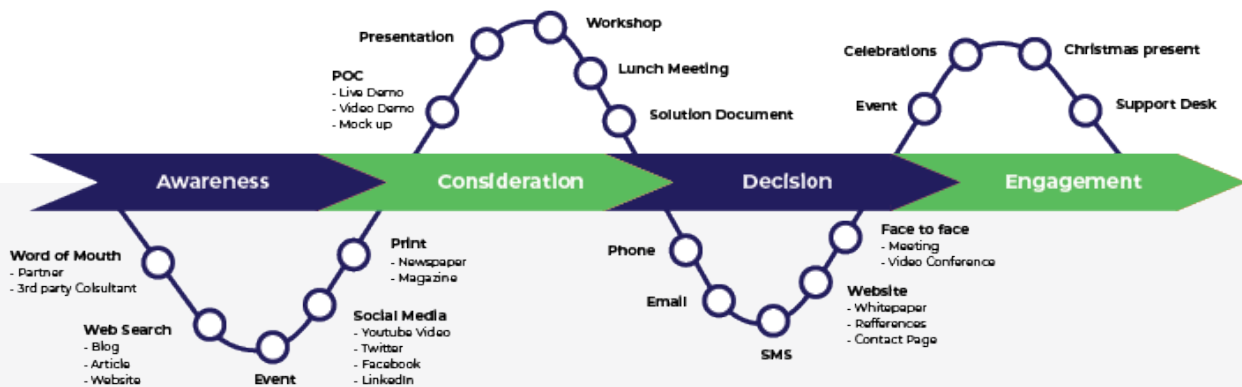 Workshop
Presentation
Celebrations
Christmas present
Lunch Meeting
POC
- Live Demo
- Video Demo
- Mock up
Event
Support Desk
Solution Document
Awareness
Consideration
Decision
Engagement
Word of Mouth
- Partner
- 3rd party Colsultant
Print
- Newspaper
- Magazine
Phone
Face to face
- Meeting
- Video Conference
Web Search
- Blog
- Article
- Website
Event
Social Media
- Youtube Video
- Twitter
- Facebook
- LinkedIn
Email
SMS
Website
- Whitepaper
- Refferences
- Contact Page